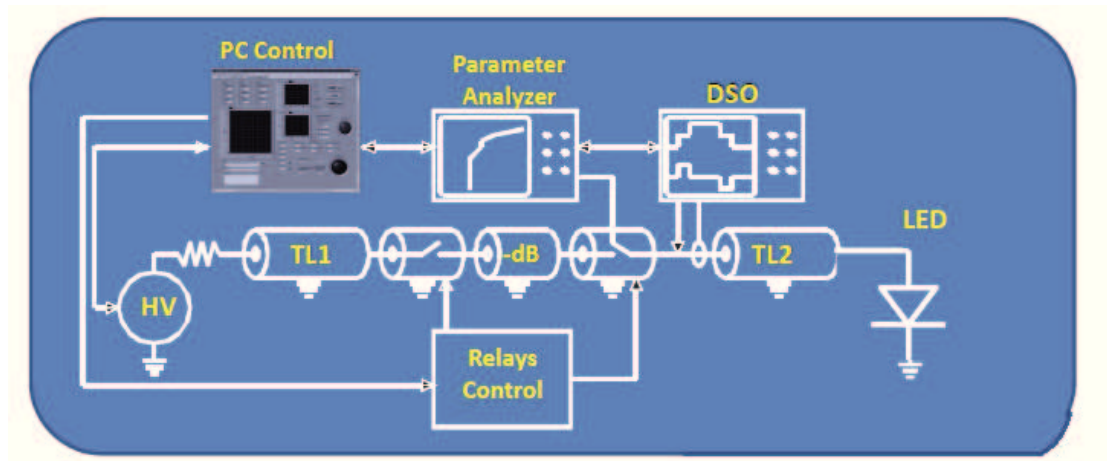 PC Control
Parameter
Analyzer
DSO
LED
TL1
-dB
TL2
HV
Relays
Control